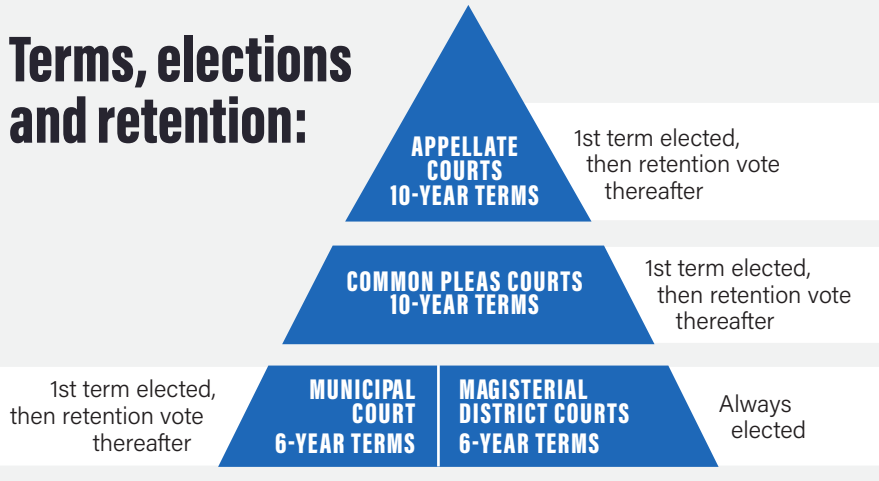 Terms, elections
and retention:
APPELLATE
COURTS
10-YEAR TERMS
1st term elected,
then retention vote
thereafter
COMMON PLEAS COURTS
10-YEAR TERMS
1st term elected,
then retention vote
thereafter
1st term elected,
then retention vote
thereafter
MUNICIPAL
COURT
6-YEAR TERMS
MAGISTERIAL
DISTRICT COURTS
6-YEAR TERMS
Always
elected